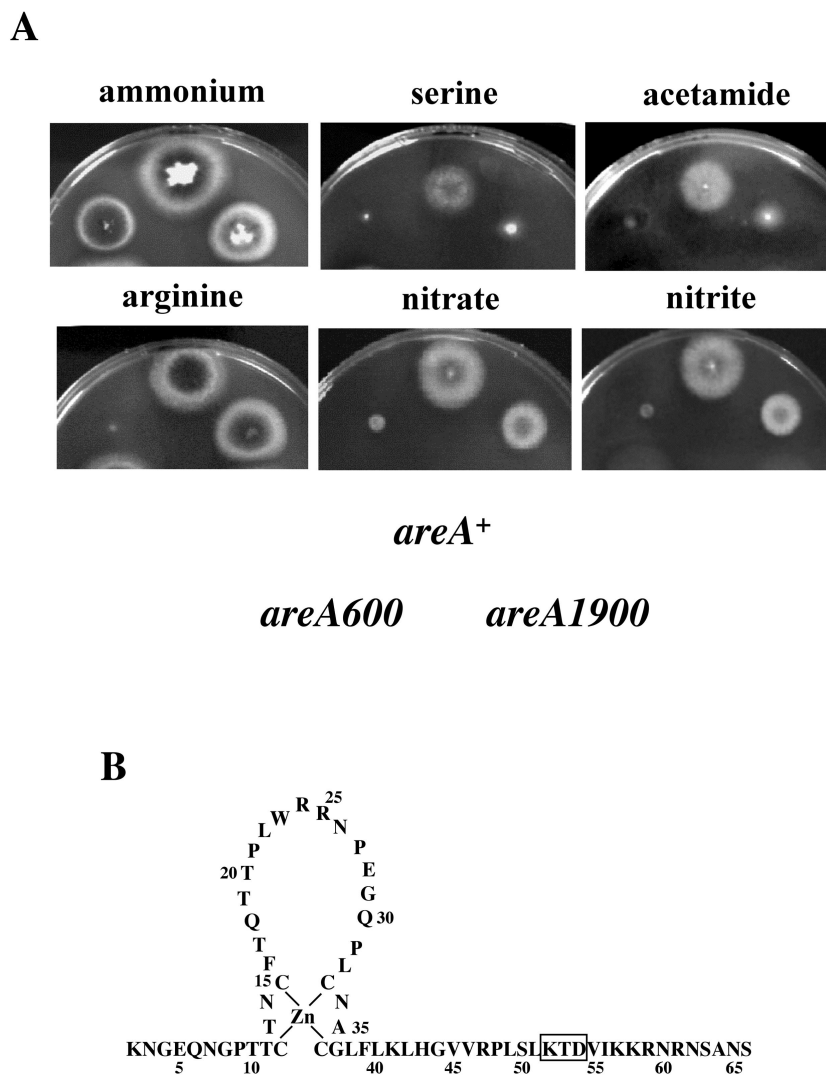 A
ammonium serine acetamide
arginine nitrate nitrite
areA+
areA600 areA1900
B
25
R R
W N
L
P P
20 T E
T G
Q Q 30
T P
F L
15 C C
N N
Zn
T A 35
KNGEQNGPTTC CGLFLKLHGVVRPLSLKTDVIKKRNRNSANS
5 10 40 45 50 55 60 65